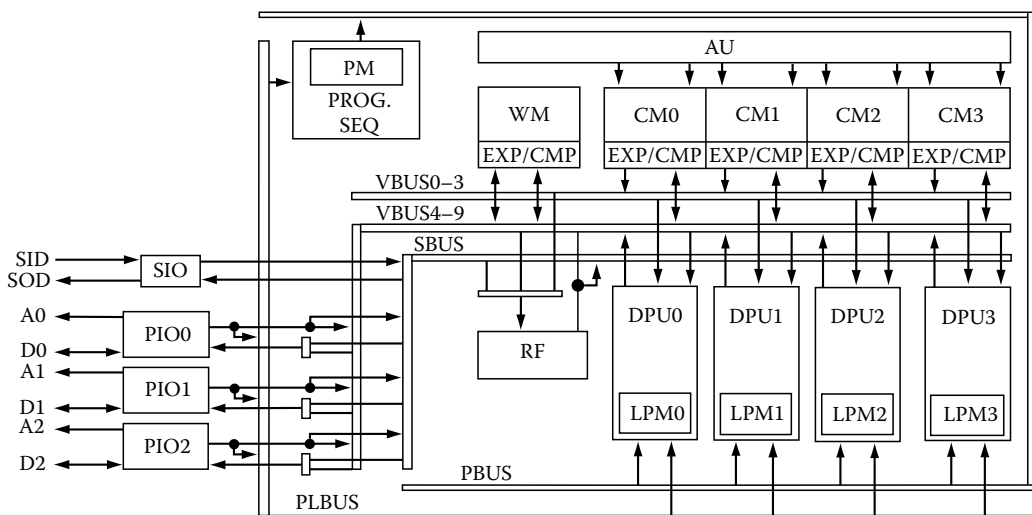 AU
PM
PROG.
SEQ
WM
CM0
CM1
CM2
CM3
EXP/CMP
EXP/CMP
EXP/CMP
EXP/CMP
EXP/CMP
VBUS0–3
VBUS4–9
SBUS
SID
SOD
SIO
A0
D0
PIO0
A1
D1
PIO1
A2
D2
PIO2
RF
DPU0
DPU1
DPU2
DPU3
LPM0
LPM1
LPM2
LPM3
PBUS
PLBUS